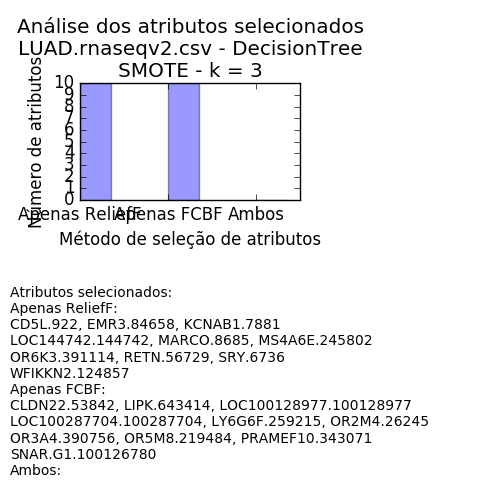 Análise dos atributos selecionados
LUAD.rnaseqv2.csv - DecisionTree
SMOTE - k = 3
Número de atributos
10
9
8
7
6
5
4
3
2
1
0
Apenas ReliefF
Apenas FCBF
Ambos
Método de seleção de atributos
Atributos selecionados:
Apenas ReliefF:
CD5L.922, EMR3.84658, KCNAB1.7881
LOC144742.144742, MARCO.8685, MS4A6E.245802
OR6K3.391114, RETN.56729, SRY.6736
WFIKKN2.124857
Apenas FCBF:
CLDN22.53842, LIPK.643414, LOC100128977.100128977
LOC100287704.100287704, LY6G6F.259215, OR2M4.26245
OR3A4.390756, OR5M8.219484, PRAMEF10.343071
SNAR.G1.100126780
Ambos: